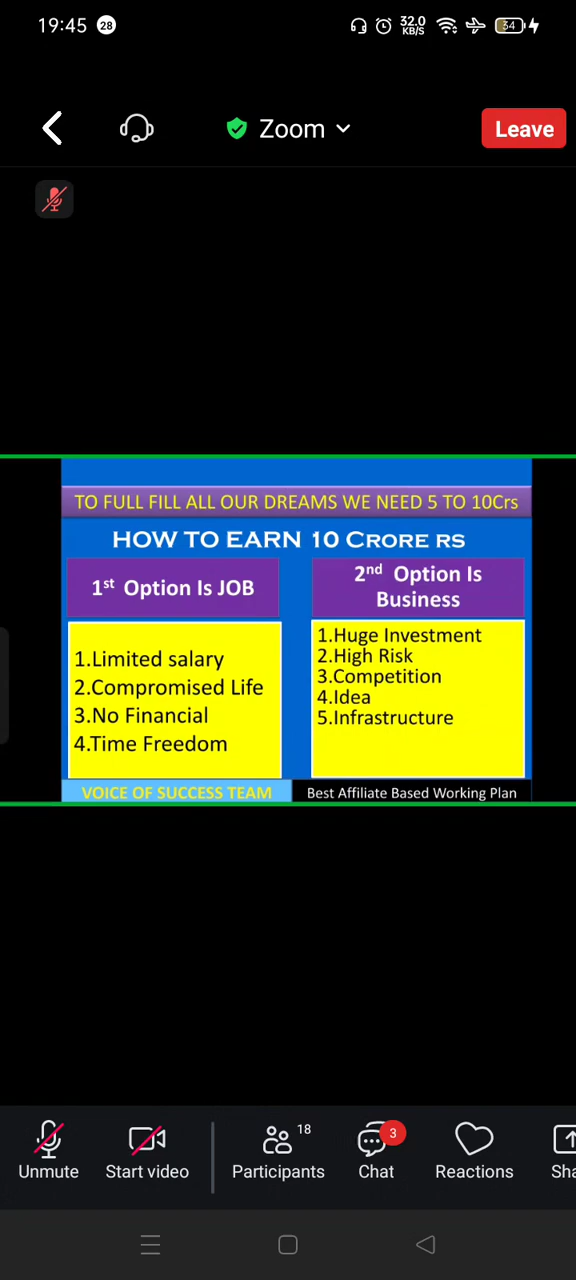 19:45 28 32.0 KB/S 34
Zoom
Leave
TO FULL FILL ALL OUR DREAMS WE NEED 5 TO 10Crs
HOW TO EARN 10 CRORE RS
1st Option Is JOB
1.Limited salary
2.Compromised Life
3.No Financial
4.Time Freedom
2nd Option Is
Business
1.Huge Investment
2.High Risk
3.Competition
4.Idea
5.Infrastructure
VOICE OF SUCCESS TEAM
Best Affiliate Based Working Plan
18
3
Unmute
Start video
Participants
Chat
Reactions
Sha